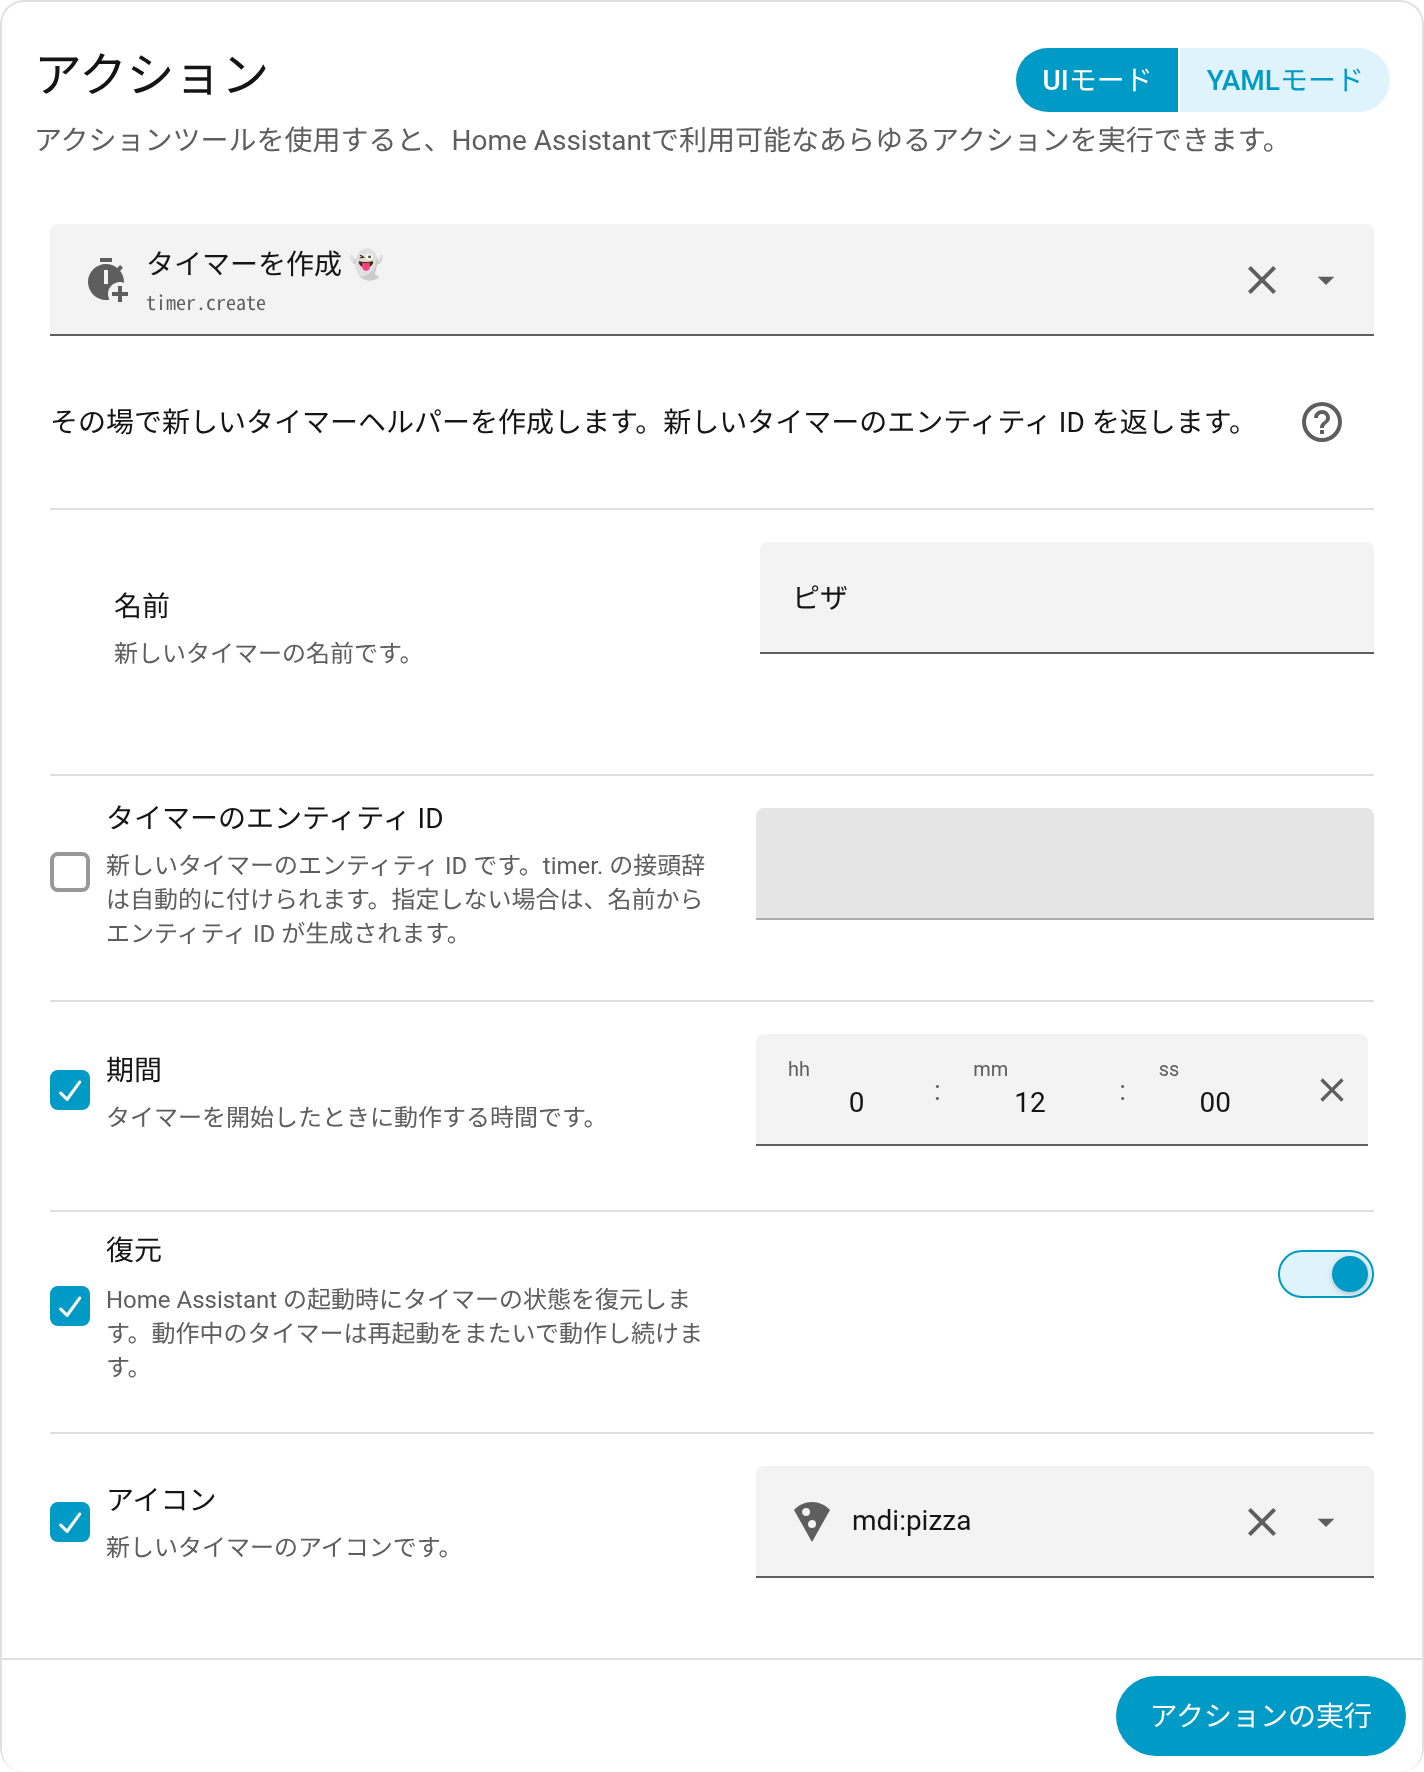 アクション
UIモード
YAMLモード
アクションツールを使用すると、Home Assistantで利用可能なあらゆるアクションを実行できます。
タイマーを作成 👻
timer.create
その場で新しいタイマーヘルパーを作成します。新しいタイマーのエンティティ ID を返します。
名前
新しいタイマーの名前です。
ピザ
タイマーのエンティティ ID
新しいタイマーのエンティティ ID です。timer. の接頭辞
は自動的に付けられます。指定しない場合は、名前から
エンティティ ID が生成されます。
期間
タイマーを開始したときに動作する時間です。
hh mm ss
0 : 12 : 00
復元
Home Assistant の起動時にタイマーの状態を復元しま
す。動作中のタイマーは再起動をまたいで動作し続けま
す。
アイコン
新しいタイマーのアイコンです。
mdi:pizza
アクションの実行